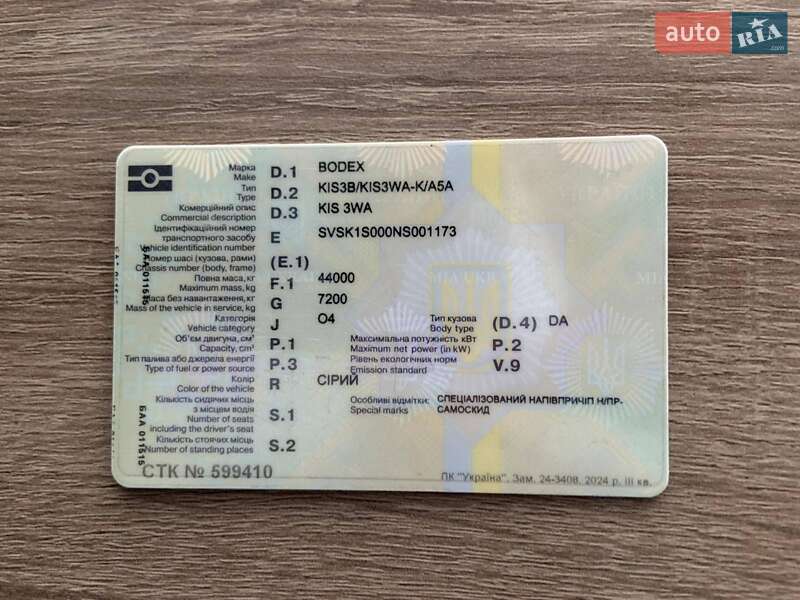 auto RIA
.com
Марка D.1 BODEX
Make
Тип D.2 KIS3B/KIS3WA-K/A5A
Type
Комерційний опис D.3 KIS 3WA
Commercial description
Ідентифікаційний номер
транспортного засобу E SVSK1S000NS001173
Vehicle identification number
Номер шасі (кузова, рами) (E.1)
Chassis number (body, frame)
Повна маса, кг F.1 44000
Maximum mass, kg
Маса без навантаження, кг G 7200
Mass of the vehicle in service, kg
Категорія J O4 Тип кузова (D.4) DA
Vehicle category Body type
Об'єм двигуна, см³ P.1 Максимальна потужність кВт P.2
Capacity, cm³ Maximum net power (in kW)
Тип палива або джерела енергії P.3 Рівень екологічних норм V.9
Type of fuel or power source Emission standard
Колір R СІРИЙ
Color of the vehicle
Кількість сидячих місць Особливі відмітки: СПЕЦІАЛІЗОВАНИЙ НАПІВПРИЧІП Н/ПР-
з місцем водія S.1 Special marks САМОСКИД
Number of seats
including the driver's seat
Кількість стоячих місць S.2
Number of standing places
СТК № 599410
ПК "Україна", Зам. 24-3408, 2024 р. III кв.
БАА 011515
БАА 011515